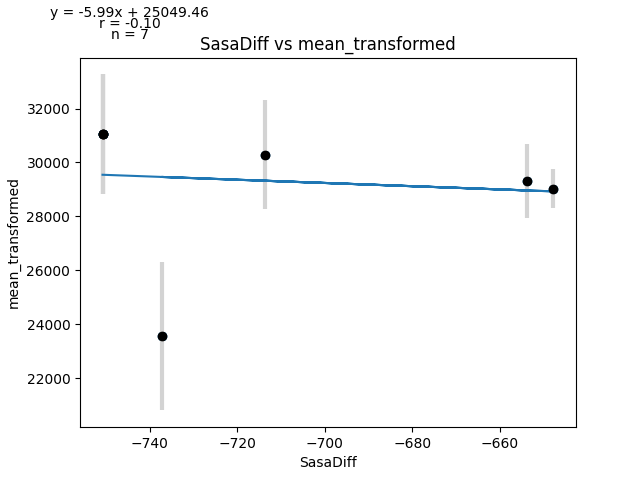 y = -5.99x + 25049.46
r = -0.10
n = 7
SasaDiff vs mean_transformed
32000
30000
28000
26000
24000
22000
mean_transformed
−740
−720
−700
−680
−660
SasaDiff